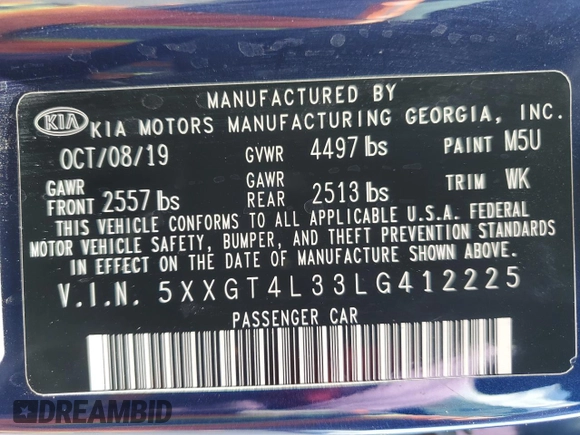 MANUFACTURED BY
KIA KIA MOTORS MANUFACTURING GEORGIA, INC.
OCT/08/19 GVWR 4497 lbs PAINT M5U
GAWR FRONT 2557 lbs GAWR REAR 2513 lbs TRIM WK
THIS VEHICLE CONFORMS TO ALL APPLICABLE U.S.A. FEDERAL
MOTOR VEHICLE SAFETY, BUMPER, AND THEFT PREVENTION STANDARDS
IN EFFECT ON THE DATE OF MANUFACTURE SHOWN ABOVE.
V.I.N. 5XXGT4L33LG412225
PASSENGER CAR
DREAMBID